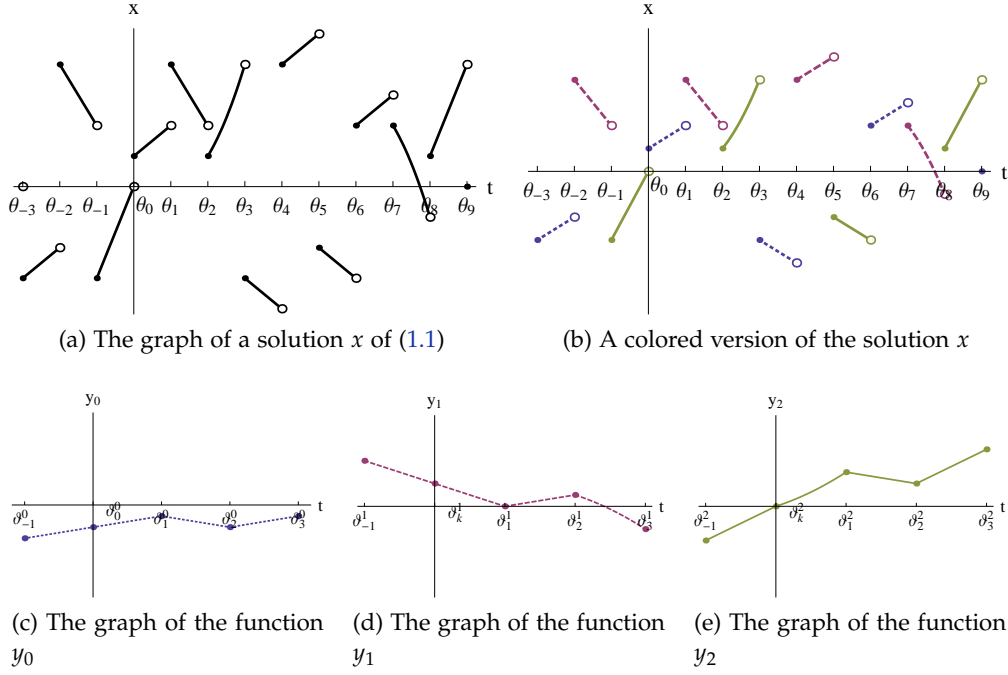 x
x
t
t
θ₋₃ θ₋₂ θ₋₁ θ₀ θ₁ θ₂ θ₃ θ₄ θ₅ θ₆ θ₇ θ₈ θ₉
θ₋₃ θ₋₂ θ₋₁ θ₀ θ₁ θ₂ θ₃ θ₄ θ₅ θ₆ θ₇ θ₈ θ₉
(a) The graph of a solution x of (1.1)
(b) A colored version of the solution x
y₀
y₁
y₂
t
t
t
ϑ⁰₋₁ ϑ⁰₀ ϑ⁰₁ ϑ⁰₂ ϑ⁰₃
ϑ¹₋₁ ϑ¹ₖ ϑ¹₁ ϑ¹₂ ϑ¹₃
ϑ²₋₁ ϑ²ₖ ϑ²₁ ϑ²₂ ϑ²₃
(c) The graph of the function
y₀
(d) The graph of the function
y₁
(e) The graph of the function
y₂